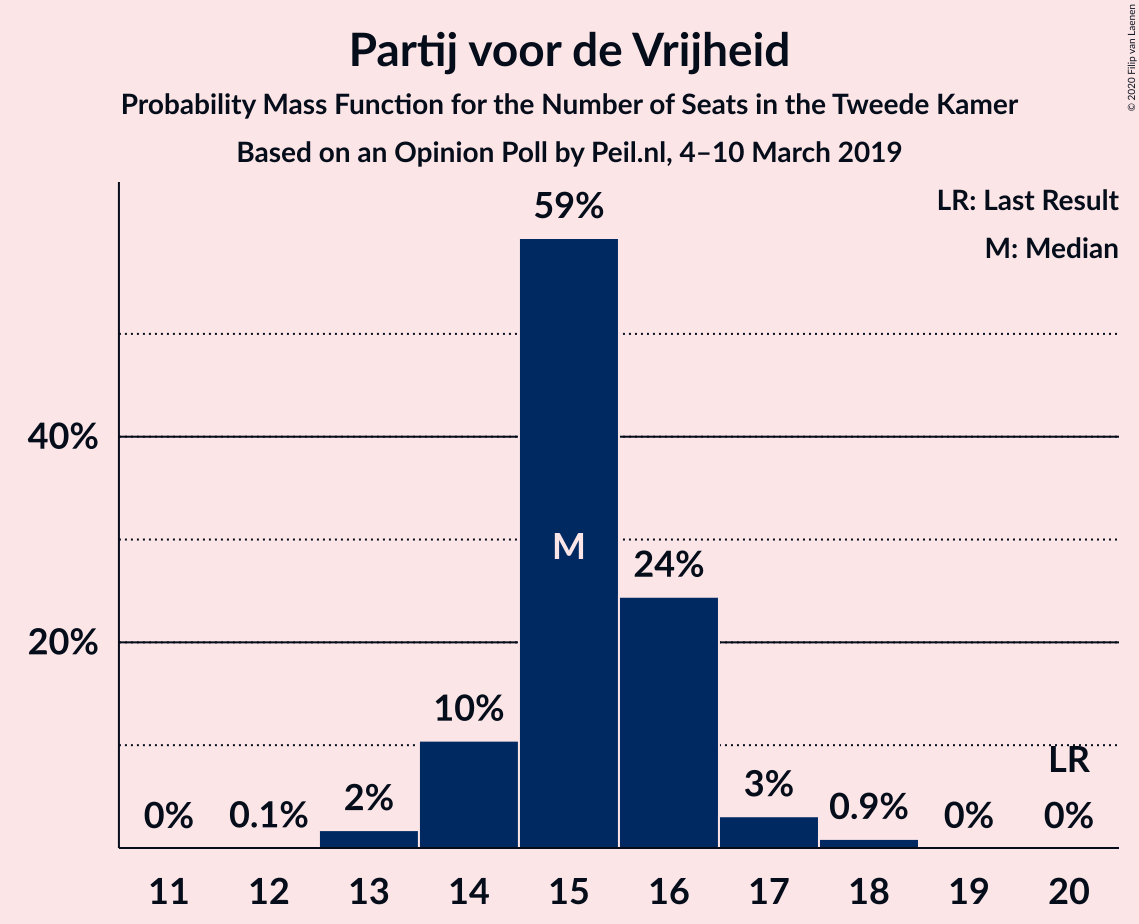 Partij voor de Vrijheid
Probability Mass Function for the Number of Seats in the Tweede Kamer
Based on an Opinion Poll by Peil.nl, 4–10 March 2019
© 2020 Filip van Laenen
LR: Last Result
M: Median
59%
40%
M
24%
20%
10%
LR
0%
0.1%
2%
3%
0.9%
0%
0%
11 12 13 14 15 16 17 18 19 20